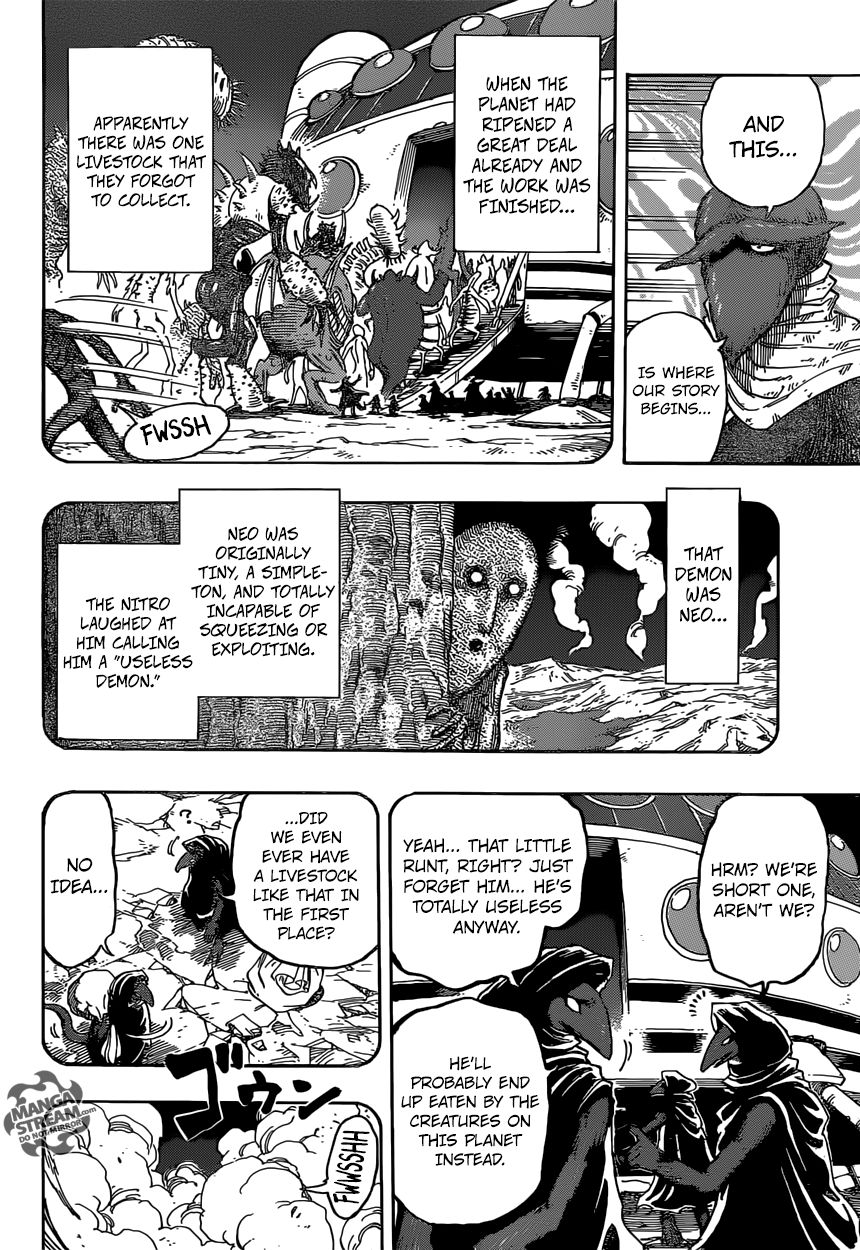 AND
THIS...
IS WHERE
OUR STORY
BEGINS...
WHEN THE
PLANET HAD
RIPENED A
GREAT DEAL
ALREADY AND
THE WORK WAS
FINISHED...
APPARENTLY
THERE WAS ONE
LIVESTOCK THAT
THEY FORGOT
TO COLLECT.
FWSSH
THAT
DEMON
WAS
NEO...
NEO WAS
ORIGINALLY
TINY, A SIMPLE-
TON, AND TOTALLY
INCAPABLE OF
SQUEEZING OR
EXPLOITING.
THE NITRO
LAUGHED AT
HIM CALLING
HIM A "USELESS
DEMON."
HRM? WE'RE
SHORT ONE,
AREN'T WE?
YEAH... THAT LITTLE
RUNT, RIGHT? JUST
FORGET HIM... HE'S
TOTALLY USELESS
ANYWAY.
HE'LL
PROBABLY END
UP EATEN BY THE
CREATURES ON
THIS PLANET
INSTEAD.
...DID
WE EVEN
EVER HAVE
A LIVESTOCK
LIKE THAT IN
THE FIRST
PLACE?
?
NO
IDEA...
ゴウン
FWWSSHH
MANGA
STREAM.com
DO NOT MIRROR!